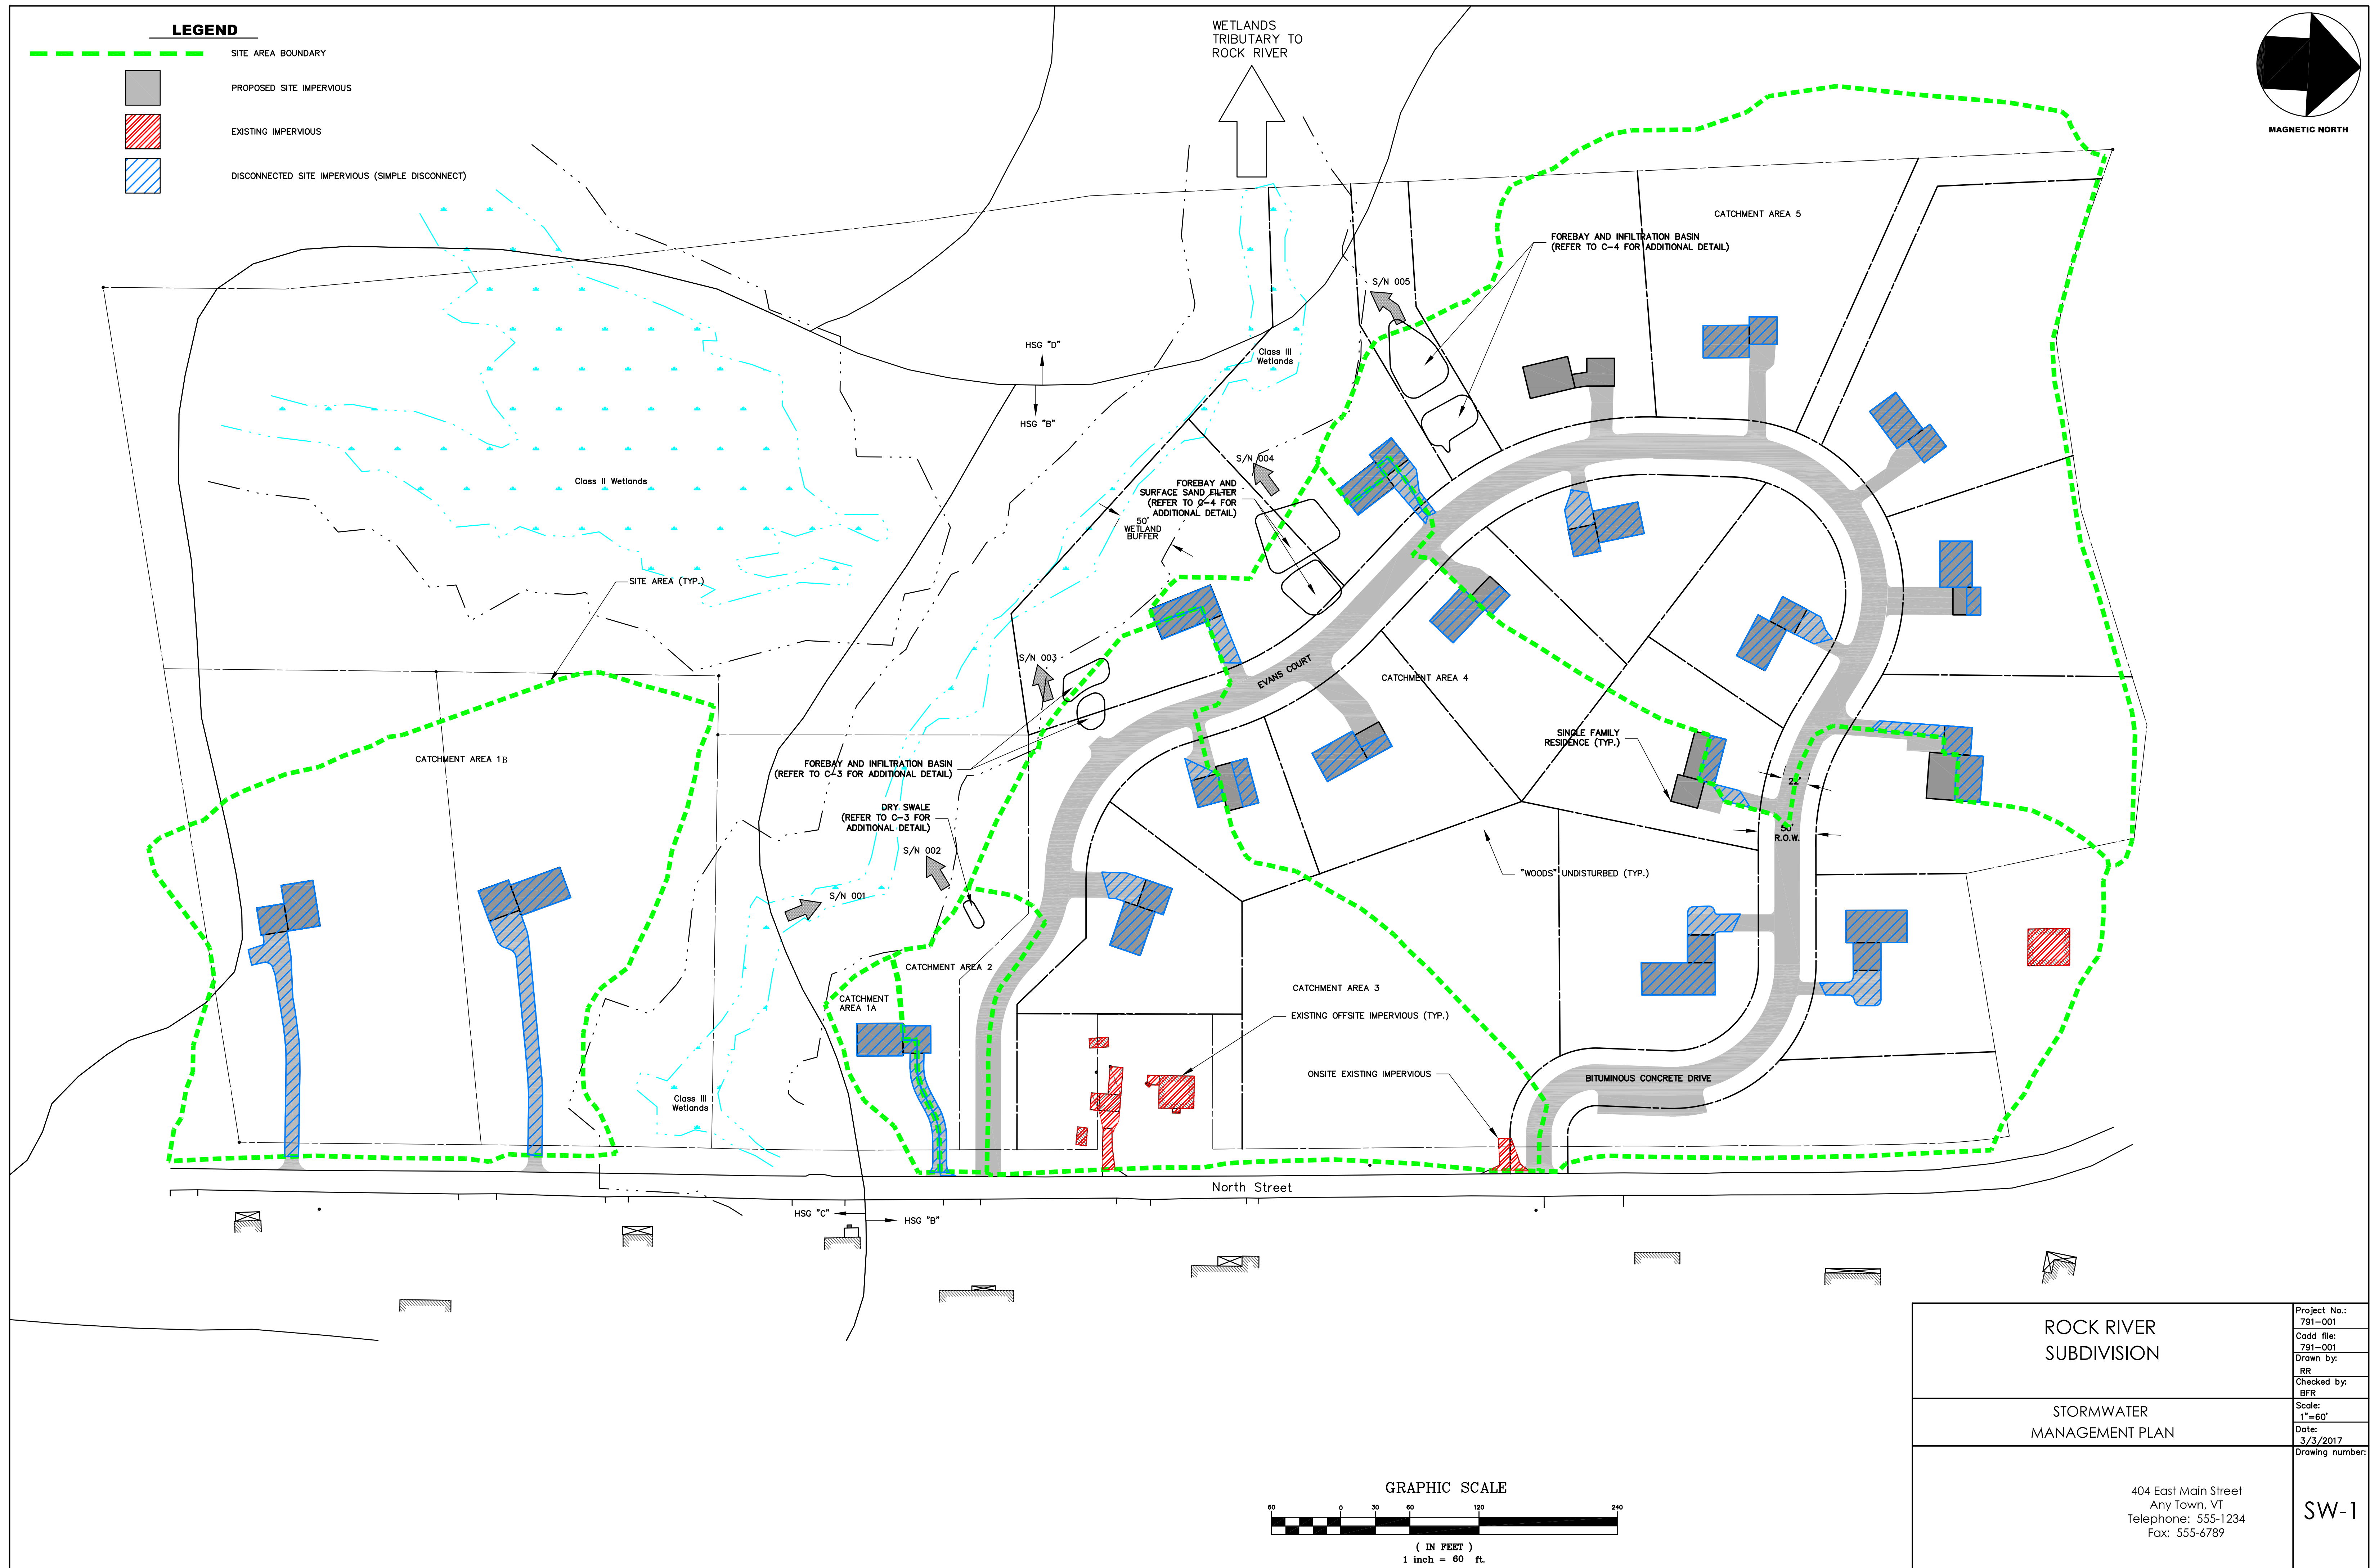 LEGEND
SITE AREA BOUNDARY
PROPOSED SITE IMPERVIOUS
EXISTING IMPERVIOUS
DISCONNECTED SITE IMPERVIOUS (SIMPLE DISCONNECT)
WETLANDS
TRIBUTARY TO
ROCK RIVER
MAGNETIC NORTH
CATCHMENT AREA 5
FOREBAY AND INFILTRATION BASIN
(REFER TO C-4 FOR ADDITIONAL DETAIL)
S/N 005
HSG "D"
HSG "B"
Class III
Wetlands
Class II Wetlands
S/N 004
FOREBAY AND
SURFACE SAND FILTER
(REFER TO C-4 FOR
ADDITIONAL DETAIL)
50'
WETLAND
BUFFER
SITE AREA (TYP.)
S/N 003
EVANS COURT
CATCHMENT AREA 4
CATCHMENT AREA 1B
FOREBAY AND INFILTRATION BASIN
(REFER TO C-3 FOR ADDITIONAL DETAIL)
SINGLE FAMILY
RESIDENCE (TYP.)
22'
50'
R.O.W.
DRY SWALE
(REFER TO C-3 FOR
ADDITIONAL DETAIL)
S/N 002
S/N 001
"WOODS" UNDISTURBED (TYP.)
CATCHMENT AREA 2
CATCHMENT
AREA 1A
CATCHMENT AREA 3
EXISTING OFFSITE IMPERVIOUS (TYP.)
ONSITE EXISTING IMPERVIOUS
BITUMINOUS CONCRETE DRIVE
Class III
Wetlands
North Street
HSG "C"
HSG "B"
GRAPHIC SCALE
60 0 30 60 120 240
( IN FEET )
1 inch = 60 ft.
ROCK RIVER
SUBDIVISION
STORMWATER
MANAGEMENT PLAN
404 East Main Street
Any Town, VT
Telephone: 555-1234
Fax: 555-6789
Project No.:
791-001
Cadd file:
791-001
Drawn by:
RR
Checked by:
BFR
Scale:
1"=60'
Date:
3/3/2017
Drawing number:
SW-1